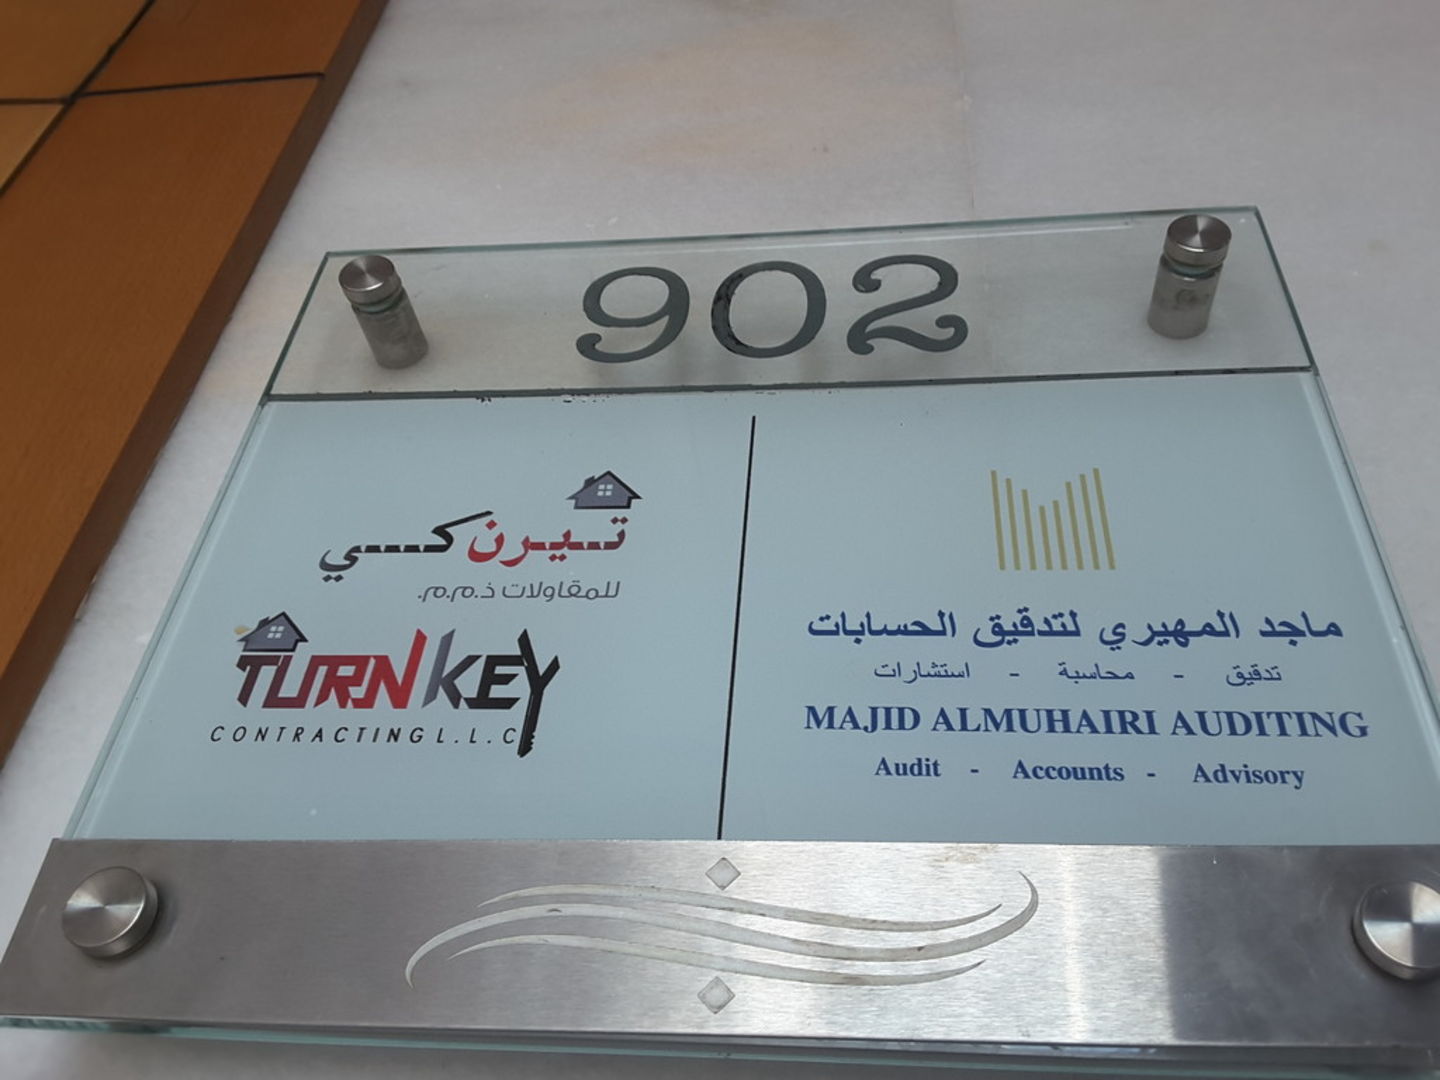 902
تيرن كي
للمقاولات ذ.م.م.
TURNKEY
CONTRACTING L.L.C
ماجد المهيري لتدقيق الحسابات
تدقيق - محاسبة - استشارات
MAJID ALMUHAIRI AUDITING
Audit - Accounts - Advisory